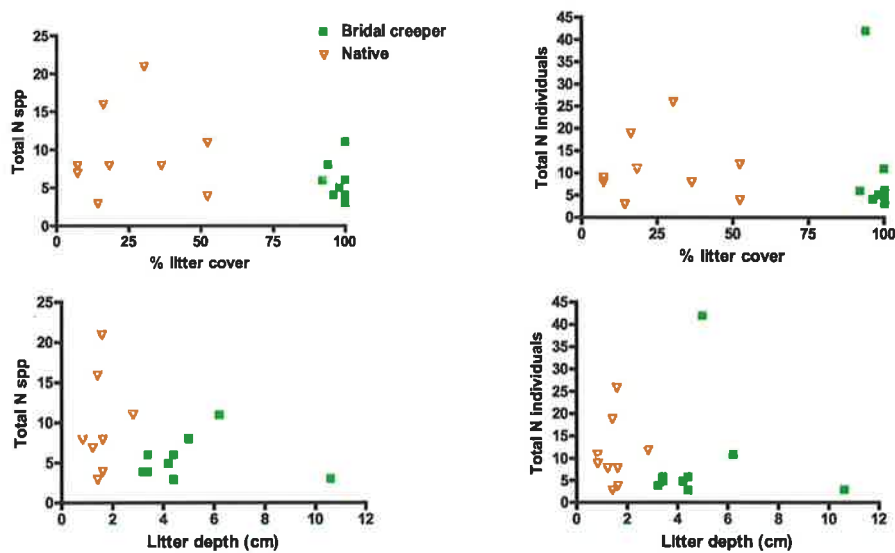 Bridal creeper
Native
25
20
15
10
5
0
Total N spp
0 25 50 75 100
% litter cover
45
40
35
30
25
20
15
10
5
0
Total N individuals
0 25 50 75 100
% litter cover
25
20
15
10
5
0
Total N spp
0 2 4 6 8 10 12
Litter depth (cm)
45
40
35
30
25
20
15
10
5
0
Total N individuals
0 2 4 6 8 10 12
Litter depth (cm)